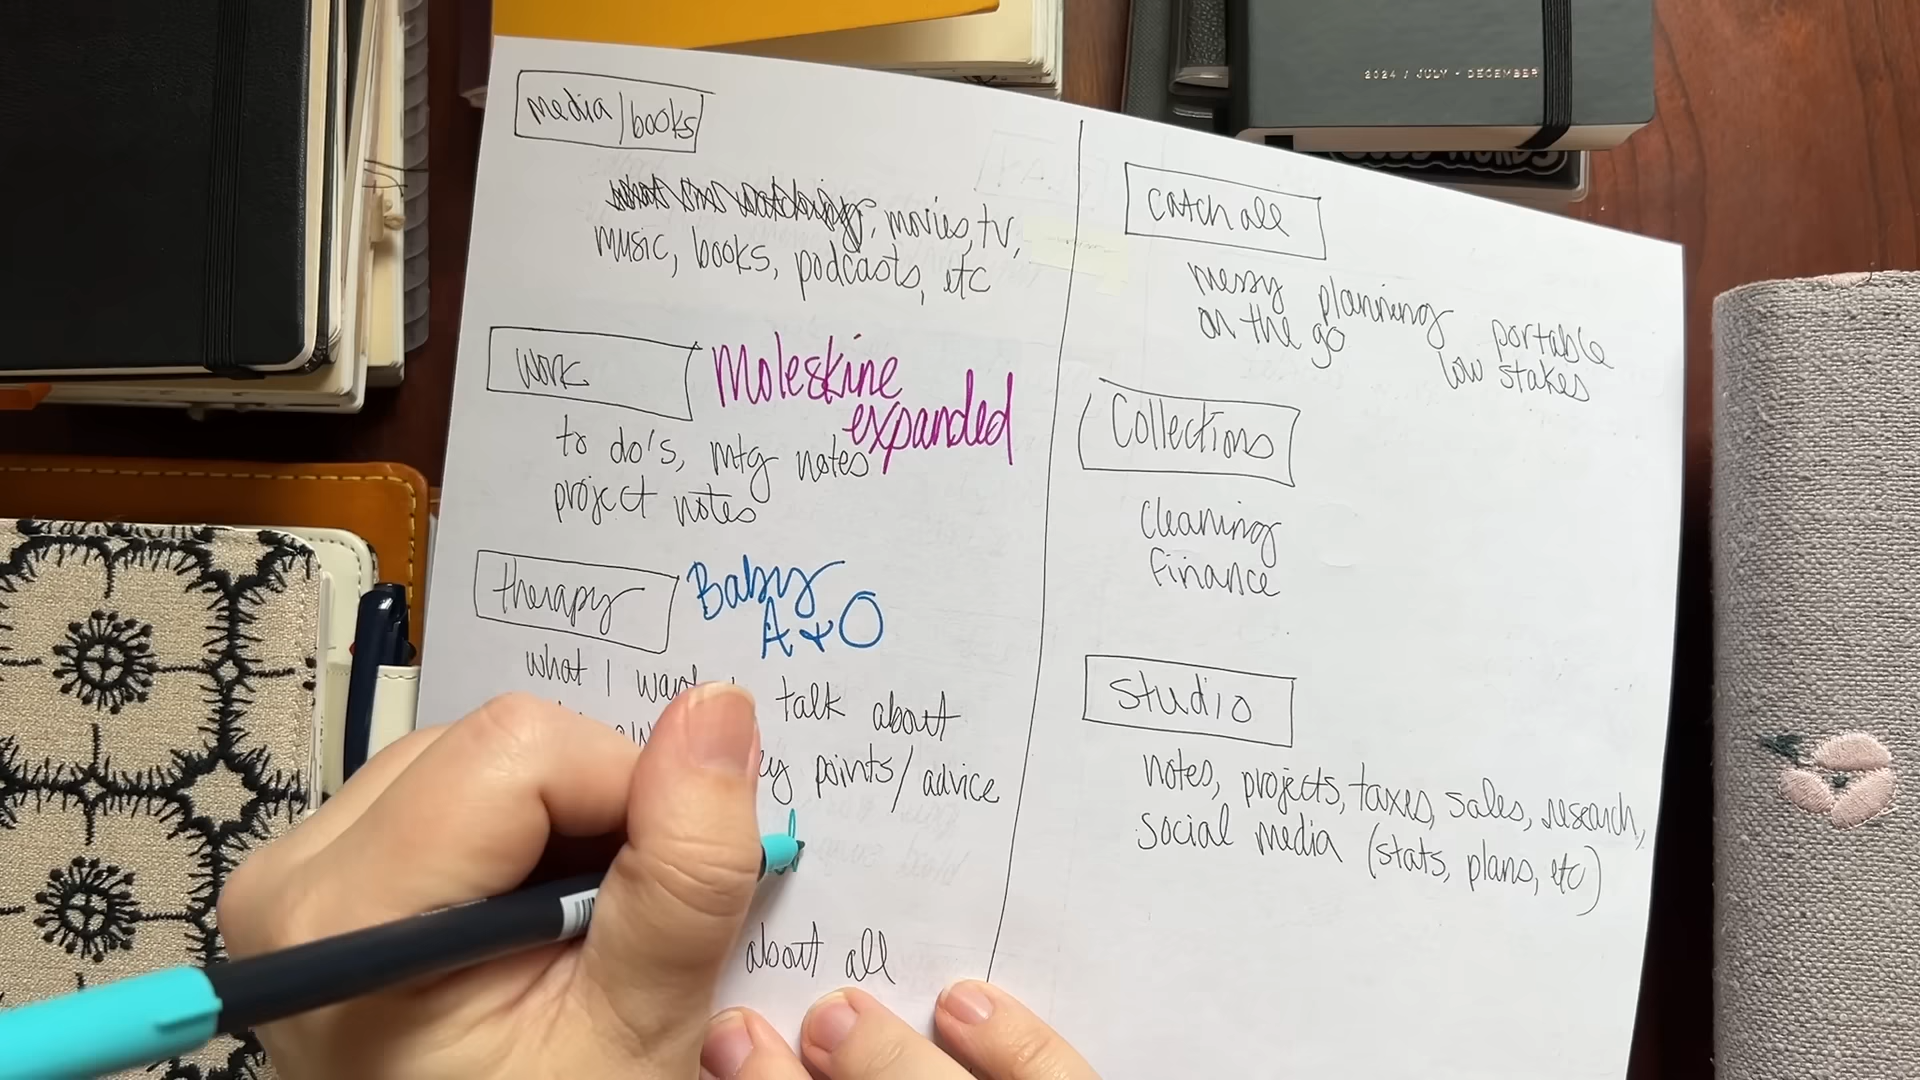 media/books
movies, tv,
music, books, podcasts, etc
work
Moleskine
expanded
to do's, mtg notes
project notes
therapy
Baby
A + O
what I want talk about
points/advice
about all
catch all
messy planning portable
on the go low stakes
Collections
cleaning
finance
studio
notes, projects, taxes, sales, research,
social media (stats, plans, etc)
2024 / JULY - DECEMBER